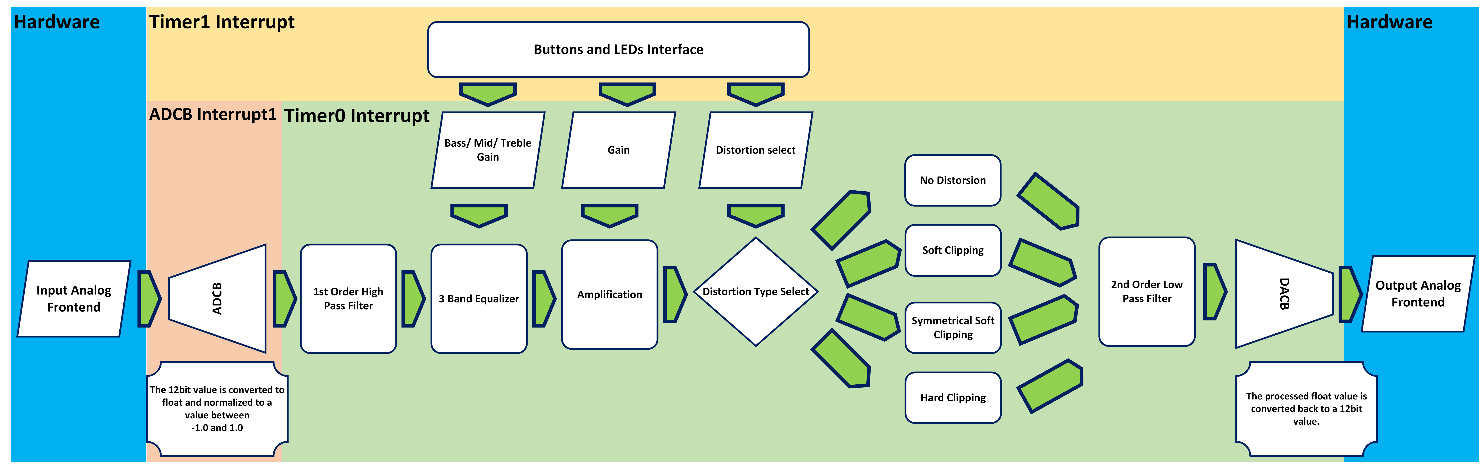 Hardware
Timer1 Interrupt
Hardware
Buttons and LEDs Interface
ADCB Interrupt1
Timer0 Interrupt
Bass/ Mid/ Treble
Gain
Gain
Distortion select
No Distorsion
Soft Clipping
Symmetrical Soft
Clipping
Hard Clipping
Input Analog
Frontend
ADCB
1st Order High
Pass Filter
3 Band Equalizer
Amplification
Distortion Type Select
2nd Order Low
Pass Filter
DACB
Output Analog
Frontend
The 12bit value is converted to
float and normalized to a
value between
-1.0 and 1.0
The processed float value is
converted back to a 12bit
value.